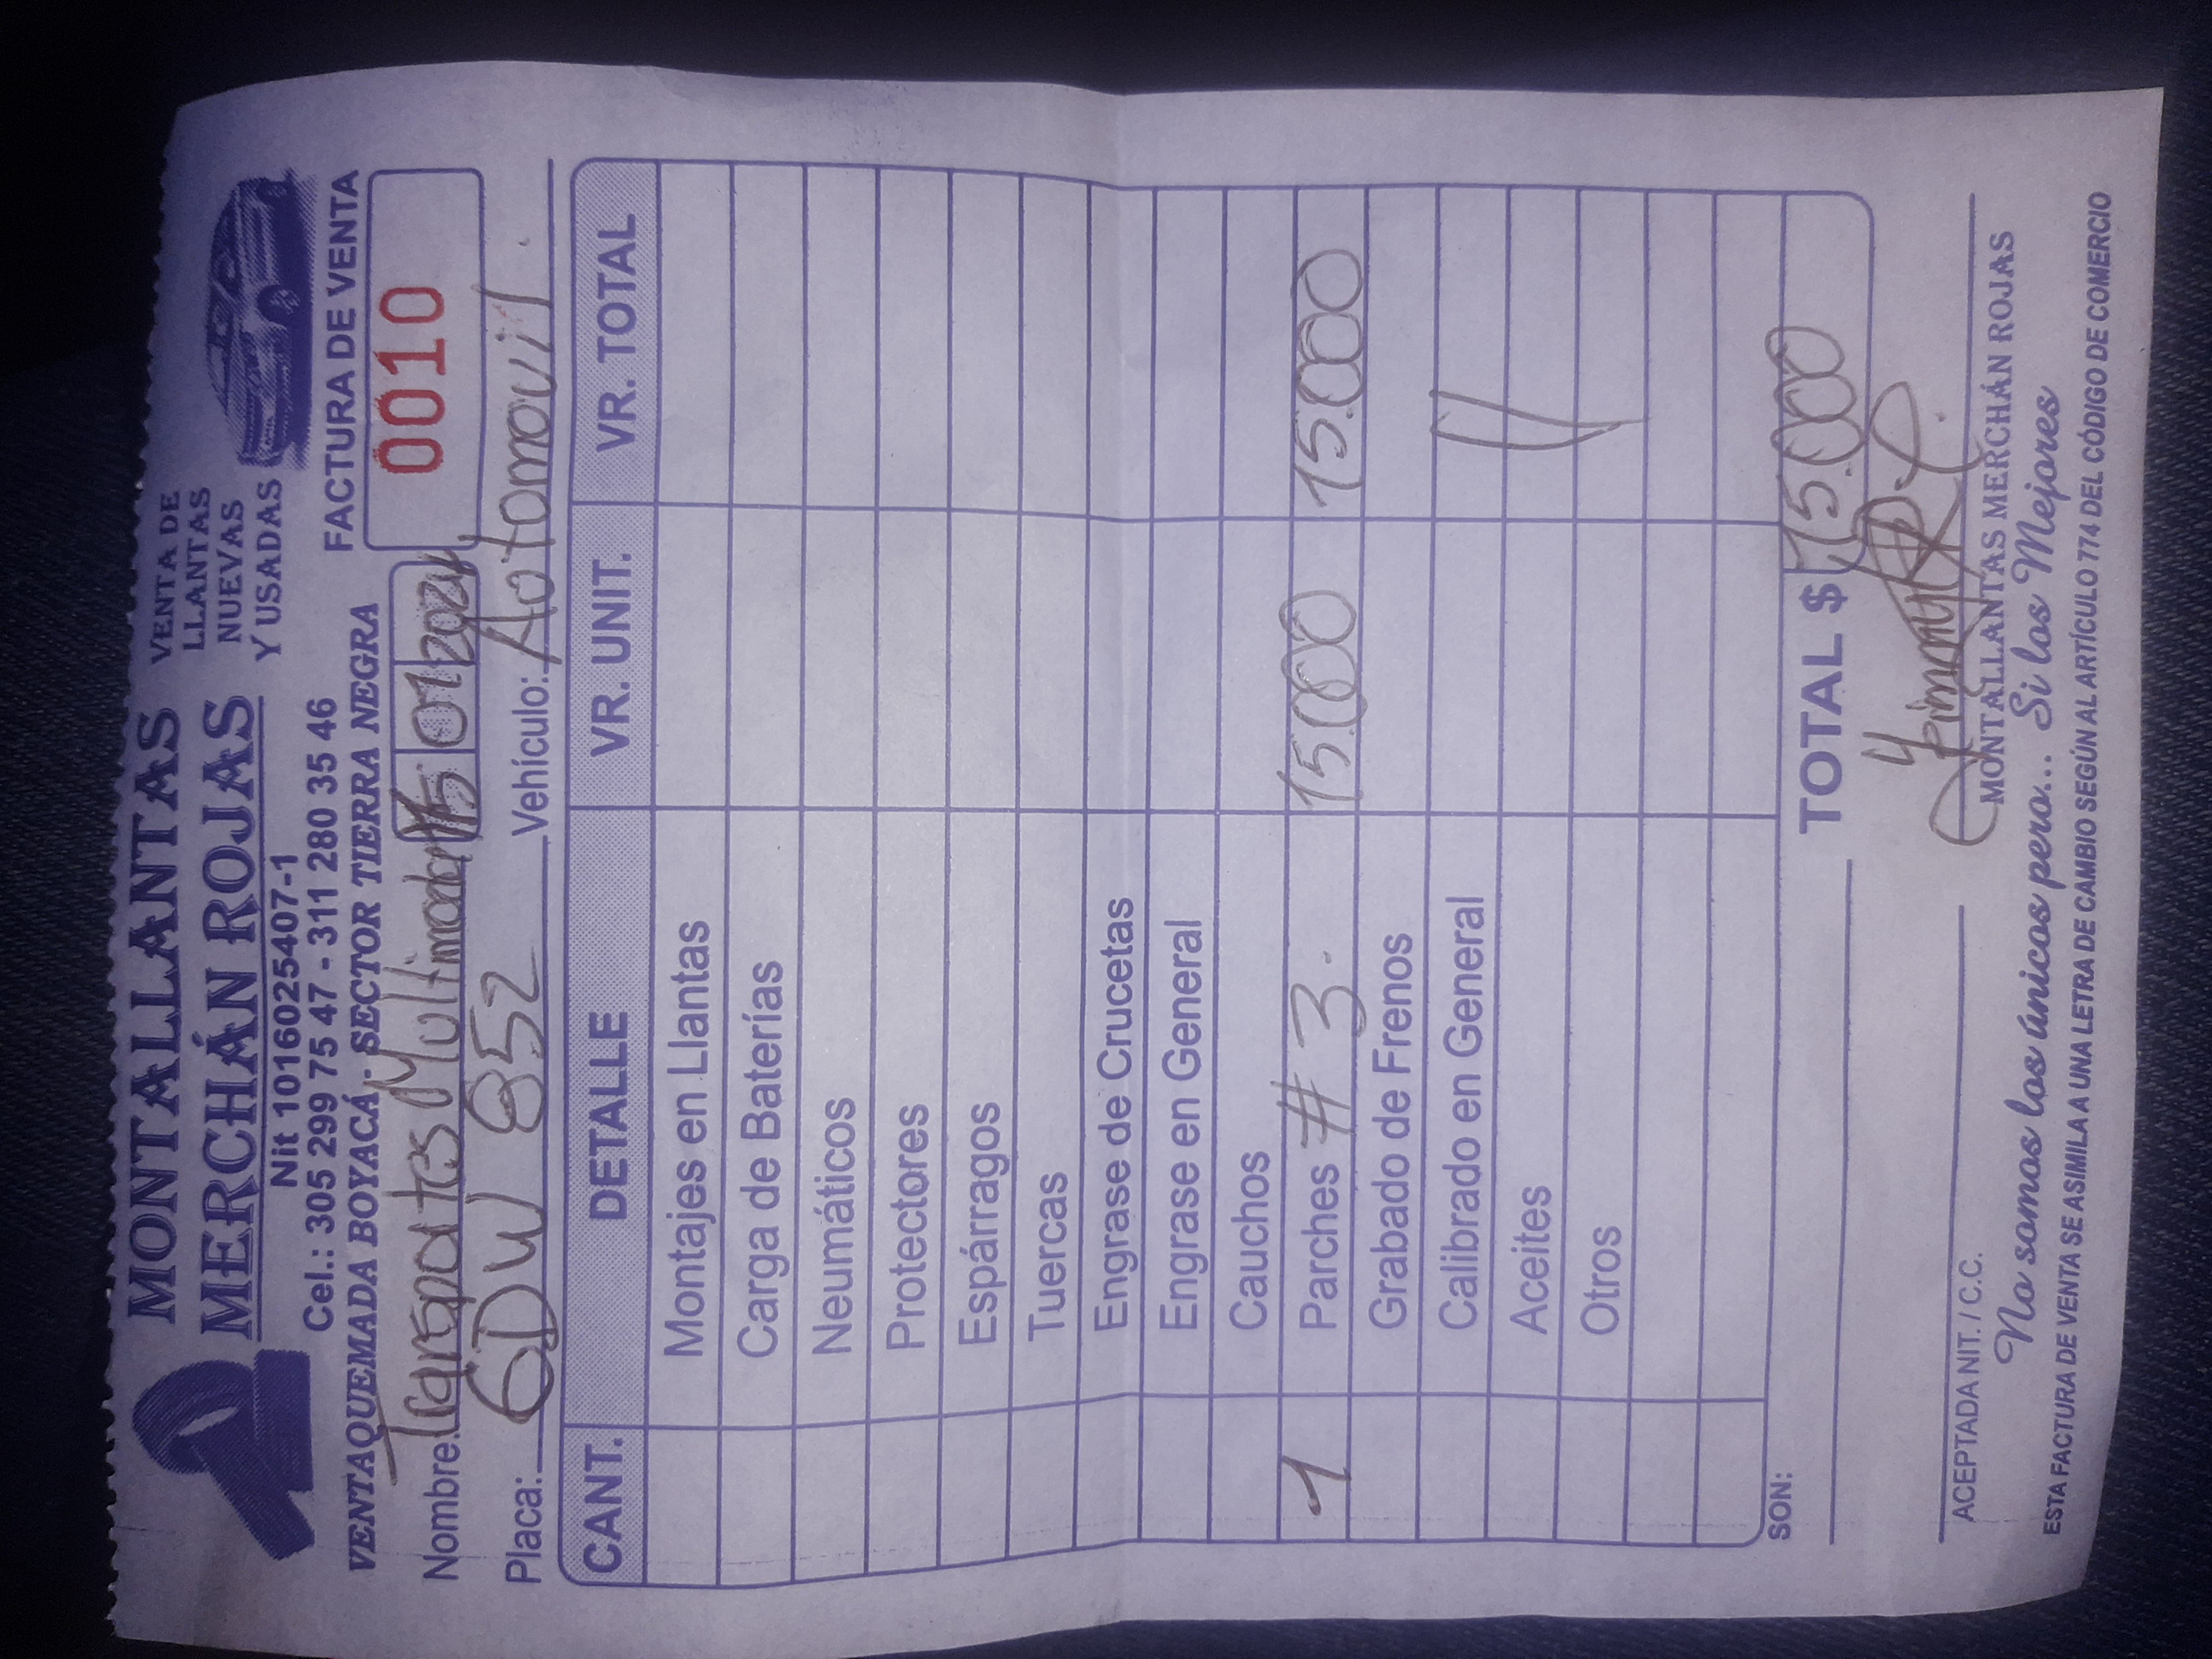 MONTALLANTAS
MERCHÁN ROJAS
VENTA DE
LLANTAS
NUEVAS
Y USADAS
Nit 1016025407-1
Cel.: 305 299 75 47 - 311 280 35 46
VENTAQUEMADA BOYACÁ - SECTOR TIERRA NEGRA
FACTURA DE VENTA
0010
Nombre: Multimodal 15 01 2024
Placa: GDW 852 Vehículo: Automovil.
CANT. DETALLE VR. UNIT. VR. TOTAL
Montajes en Llantas
Carga de Baterías
Neumáticos
Protectores
Espárragos
Tuercas
Engrase de Crucetas
Engrase en General
Cauchos
1 Parches #3. 15.000 15.000
Grabado de Frenos
Calibrado en General
Aceites
Otros
SON:
TOTAL $ 15.000
ACEPTADA NIT. / C.C.
MONTALLANTAS MERCHÁN ROJAS
No somos los únicos pero... Si los Mejores
ESTA FACTURA DE VENTA SE ASIMILA A UNA LETRA DE CAMBIO SEGÚN AL ARTÍCULO 774 DEL CÓDIGO DE COMERCIO